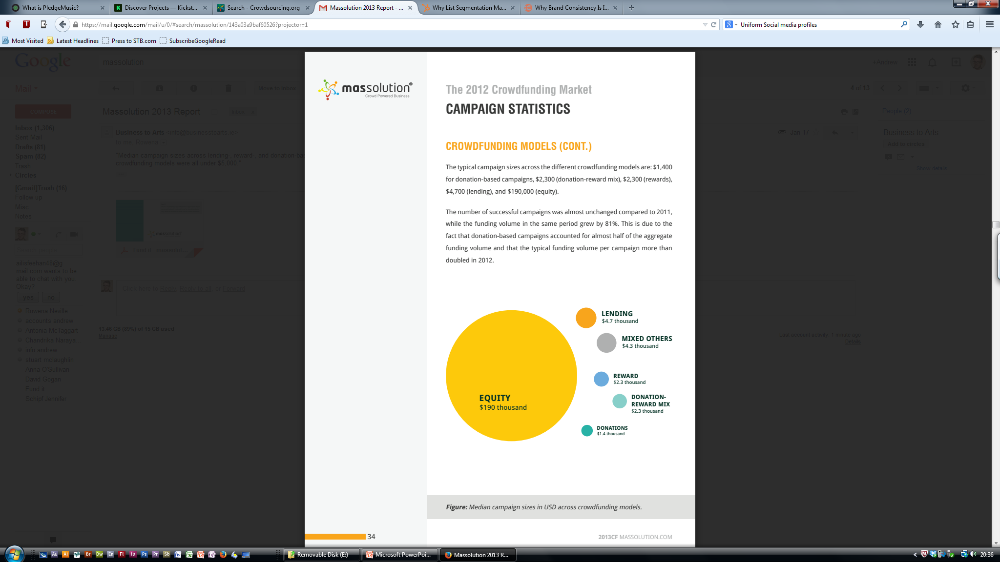 What is PledgeMusic?
Discover Projects — Kickst...
Search - Crowdsourcing.org
Massolution 2013 Report - ...
Why List Segmentation Ma...
Why Brand Consistency Is I...
https://mail.google.com/mail/u/0/#search/massolution/143a03a9baf60526?projector=1
Uniform Social media profiles
Most Visited
Latest Headlines
Press to STB.com
SubscribeGoogleRead
Google
massolution
+Andrew
Mail
Move to Inbox
4 of 13
COMPOSE
Massolution 2013 Report
Inbox x
People (2)
Inbox (1,306)
Sent Mail
Drafts (81)
Spam (82)
Trash
Circles
[Gmail]Trash (16)
Follow up
Misc
Notes
Business to Arts <info@businesstoarts.ie>
to me, Rowena
Jan 17
"Median campaign sizes across lending-, reward-, and donation-ba
crowdfunding models were all under $5,000."
Business to Arts
Add to circles
Show details
massolution
Fund it - massolut...
ailisfeehan48@g
mail.com wants to be
able to chat with you.
Okay?
yes no
Click here to Reply, Reply to all, or Forward
Rowena Neville
accounts andrew
Antonia McTaggart
Chandrika Naraya...
info andrew
stuart mclaughlin
Anna O'Sullivan
David Gogan
Fund it
Schipf Jennifer
13.46 GB (89%) of 15 GB used
Manage
Last account activity: 1 minute ago
Details
massolution®
Crowd Powered Business
The 2012 Crowdfunding Market
CAMPAIGN STATISTICS
CROWDFUNDING MODELS (CONT.)
The typical campaign sizes across the different crowdfunding models are: $1,400
for donation-based campaigns, $2,300 (donation-reward mix), $2,300 (rewards),
$4,700 (lending), and $190,000 (equity).
The number of successful campaigns was almost unchanged compared to 2011,
while the funding volume in the same period grew by 81%. This is due to the
fact that donation-based campaigns accounted for almost half of the aggregate
funding volume and that the typical funding volume per campaign more than
doubled in 2012.
EQUITY
$190 thousand
LENDING
$4.7 thousand
MIXED OTHERS
$4.3 thousand
REWARD
$2.3 thousand
DONATION-
REWARD MIX
$2.3 thousand
DONATIONS
$1.4 thousand
Figure: Median campaign sizes in USD across crowdfunding models.
34
2013CF MASSOLUTION.COM
Removable Disk (E:)
Microsoft PowerPoi...
Massolution 2013 R...
20:36